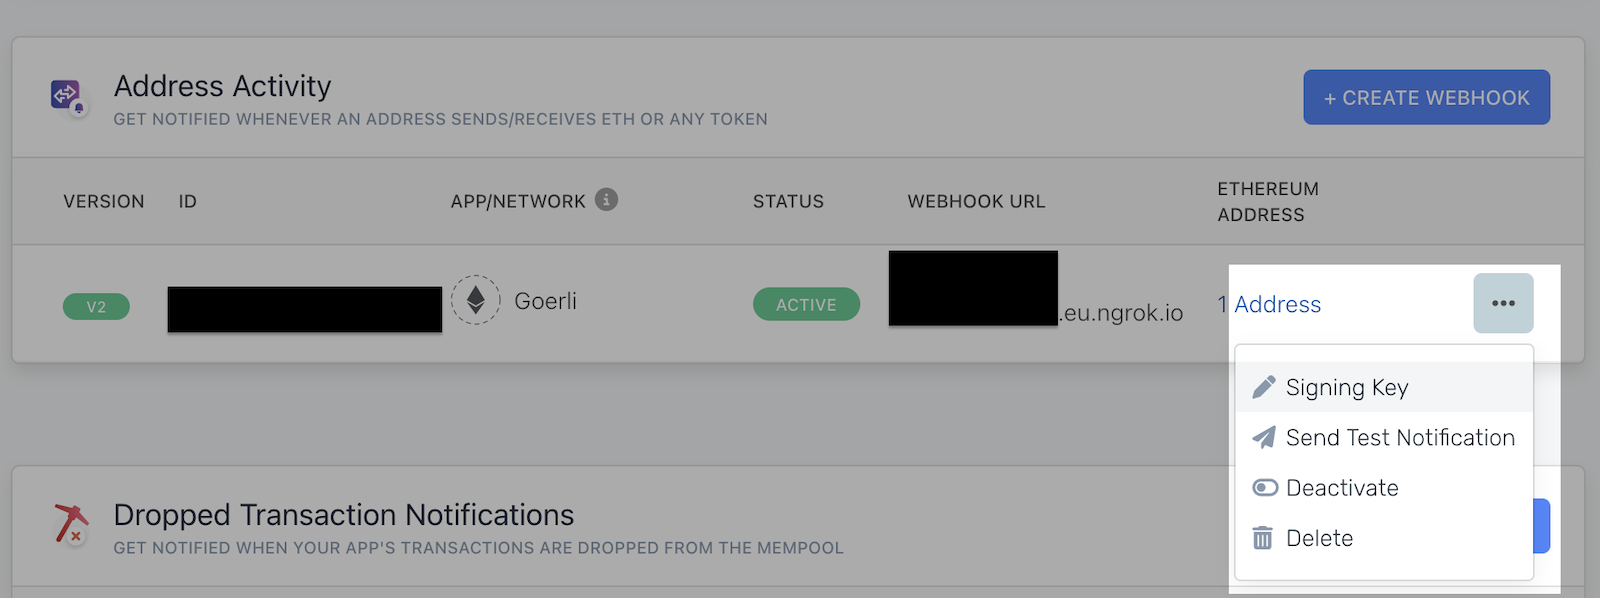 Address Activity
GET NOTIFIED WHENEVER AN ADDRESS SENDS/RECEIVES ETH OR ANY TOKEN
+ CREATE WEBHOOK
VERSION
ID
APP/NETWORK
STATUS
WEBHOOK URL
ETHEREUM
ADDRESS
V2
Goerli
ACTIVE
.eu.ngrok.io
1 Address
Signing Key
Send Test Notification
Deactivate
Delete
Dropped Transaction Notifications
GET NOTIFIED WHEN YOUR APP'S TRANSACTIONS ARE DROPPED FROM THE MEMPOOL